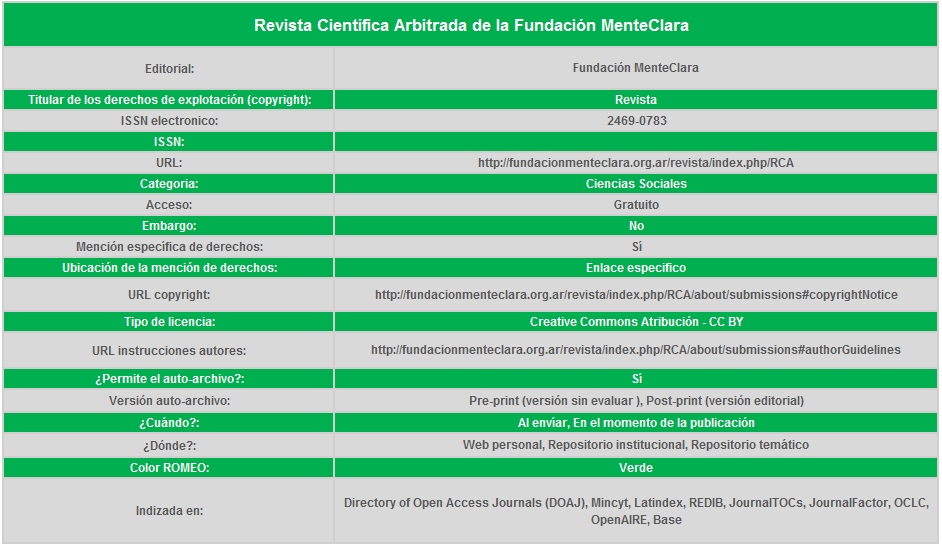 Revista Científica Arbitrada de la Fundación MenteClara
Editorial: Fundación MenteClara
Titular de los derechos de explotación (copyright): Revista
ISSN electronico: 2469-0783
ISSN:
URL: http://fundacionmenteclara.org.ar/revista/index.php/RCA
Categoria: Ciencias Sociales
Acceso: Gratuito
Embargo: No
Mención específica de derechos: Sí
Ubicación de la mención de derechos: Enlace especifico
URL copyright: http://fundacionmenteclara.org.ar/revista/index.php/RCA/about/submissions#copyrightNotice
Tipo de licencia: Creative Commons Atribución - CC BY
URL instrucciones autores: http://fundacionmenteclara.org.ar/revista/index.php/RCA/about/submissions#authorGuidelines
¿Permite el auto-archivo?: Sí
Versión auto-archivo: Pre-print (versión sin evaluar ), Post-print (versión editorial)
¿Cuándo?: Al envíar, En el momento de la publicación
¿Dónde?: Web personal, Repositorio institucional, Repositorio temático
Color ROMEO: Verde
Indizada en: Directory of Open Access Journals (DOAJ), Mincyt, Latindex, REDIB, JournalTOCs, JournalFactor, OCLC,
OpenAIRE, Base